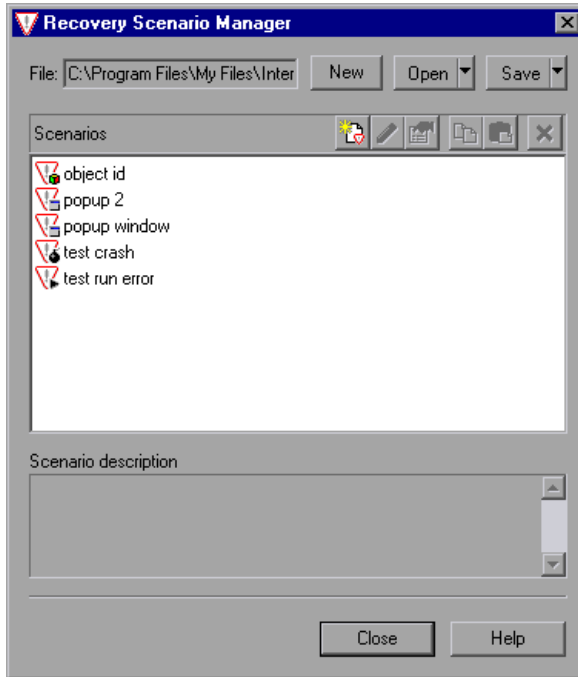 Recovery Scenario Manager
File: C:\Program Files\My Files\Inter New Open Save
Scenarios
object id
popup 2
popup window
test crash
test run error
Scenario description
Close Help